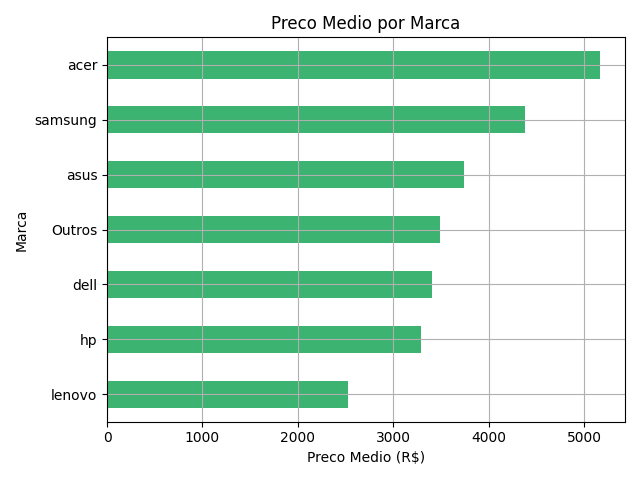 Preco Medio por Marca
acer
samsung
asus
Outros
dell
hp
lenovo
Marca
0 1000 2000 3000 4000 5000
Preco Medio (R$)